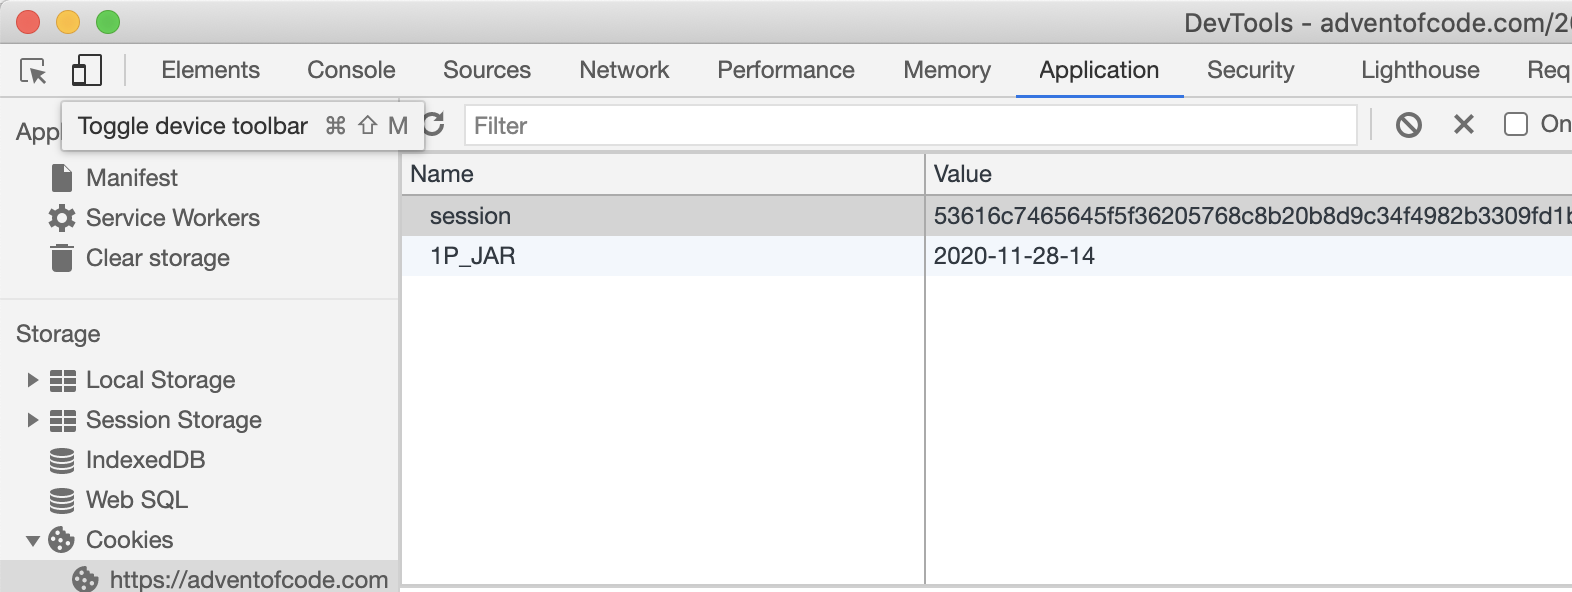 DevTools - adventofcode.com/20
Elements Console Sources Network Performance Memory Application Security Lighthouse Req
App
Toggle device toolbar ⌘ ⇧ M
Filter
On
Manifest
Service Workers
Clear storage
Storage
Local Storage
Session Storage
IndexedDB
Web SQL
Cookies
https://adventofcode.com
Name Value
session 53616c7465645f5f36205768c8b20b8d9c34f4982b3309fd1b
1P_JAR 2020-11-28-14